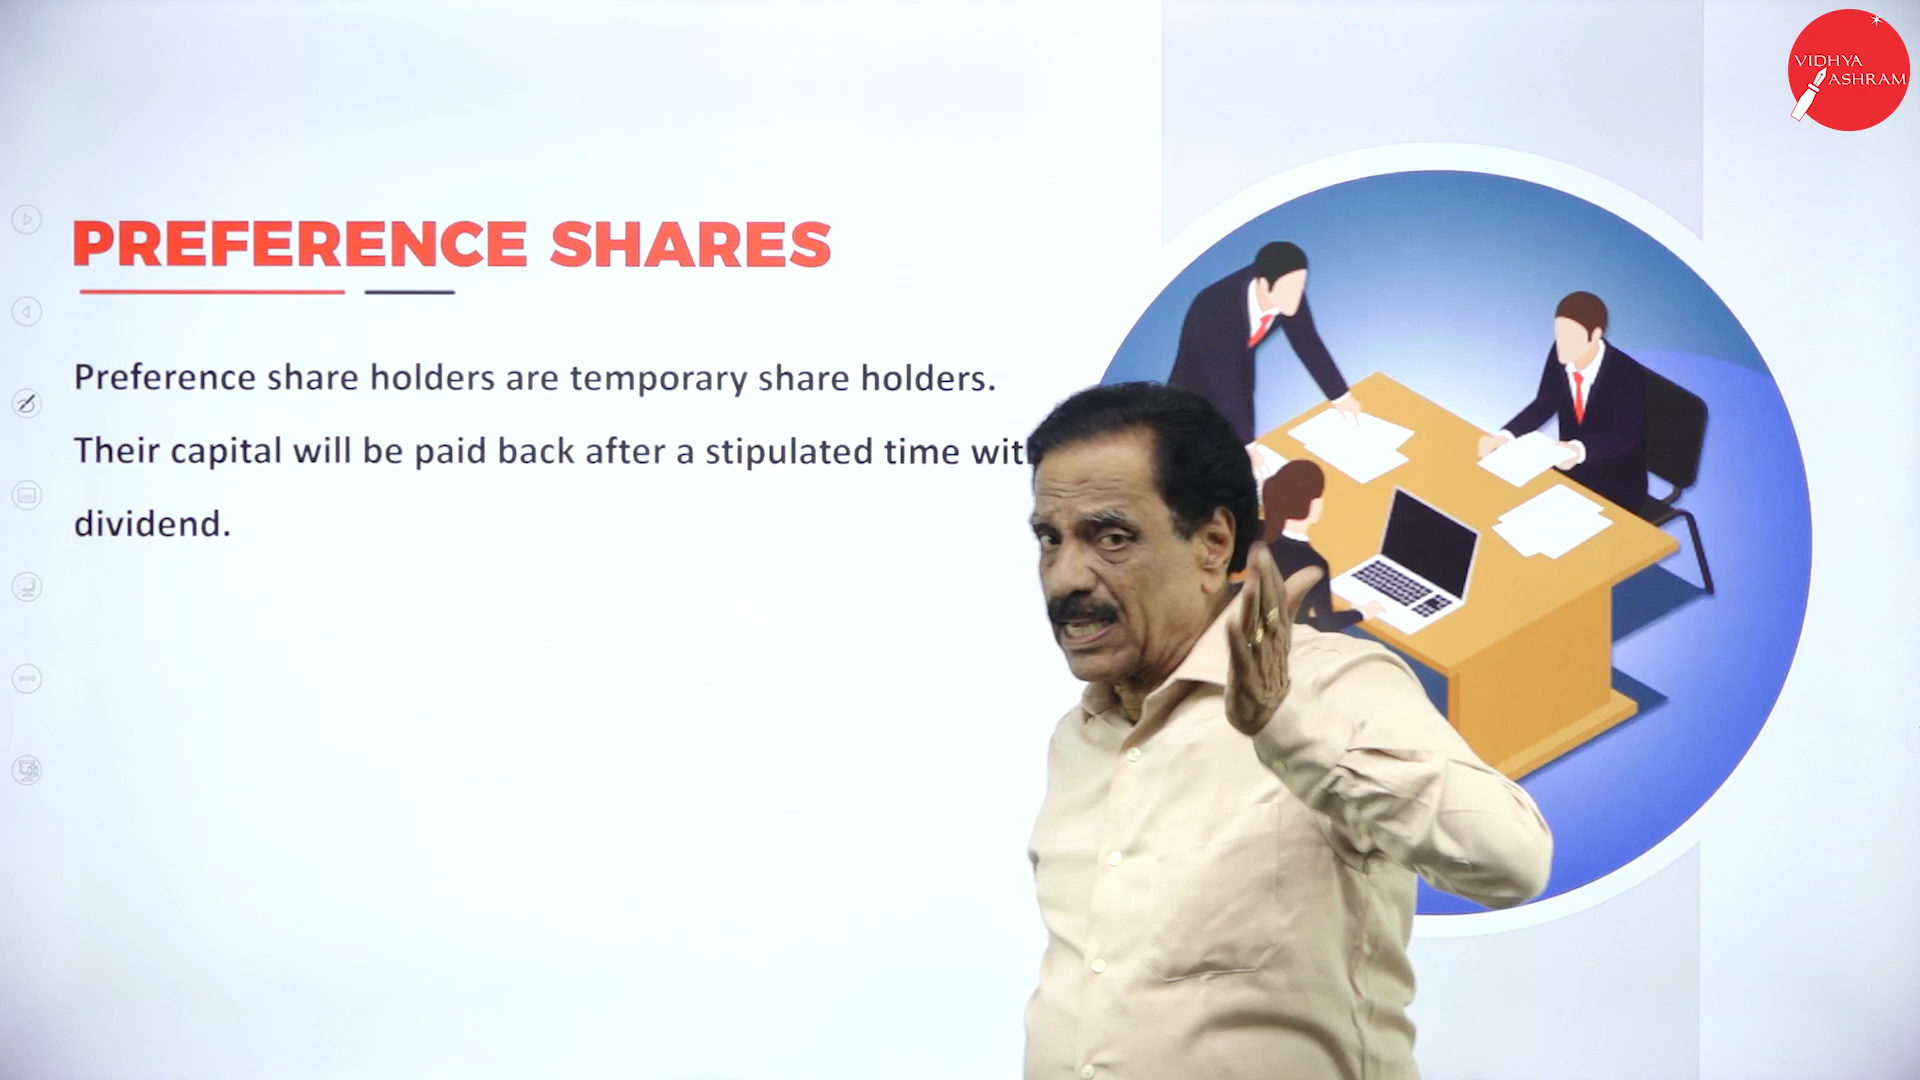 VIDHYA
ASHRAM
PREFERENCE SHARES
Preference share holders are temporary share holders.
Their capital will be paid back after a stipulated time
dividend.